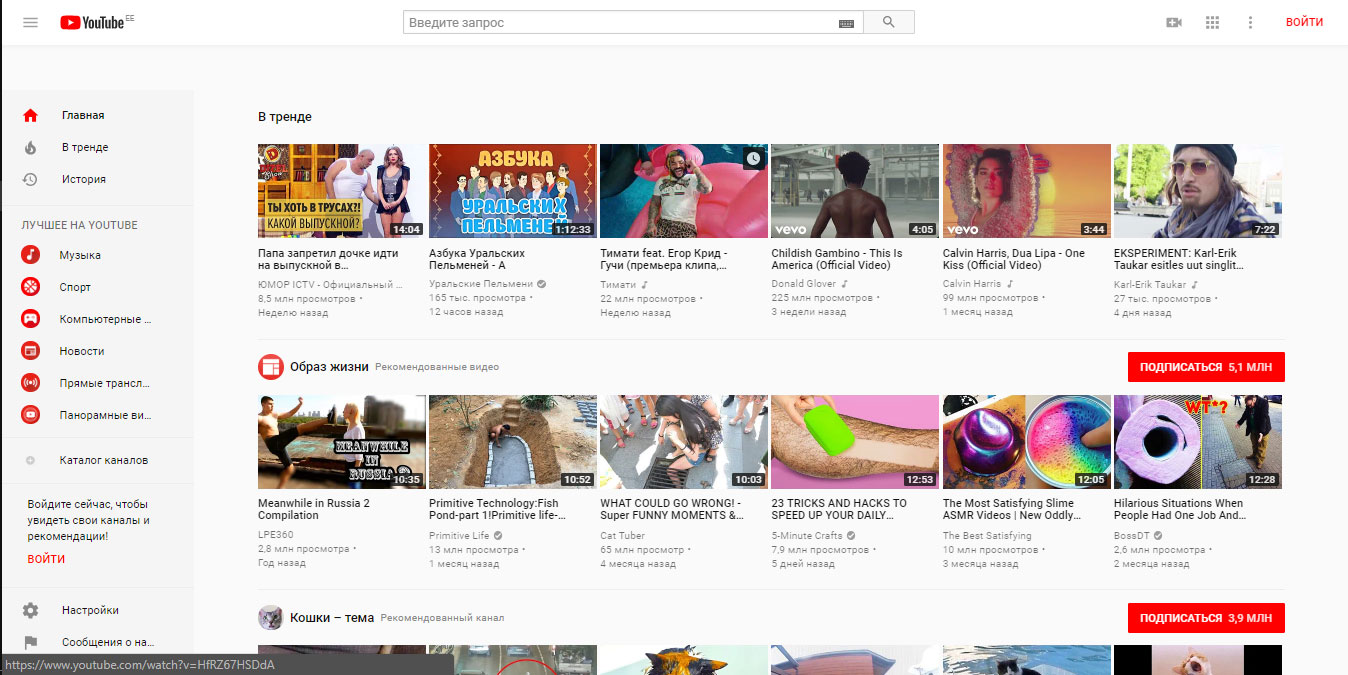 YouTube EE
Введите запрос
ВОЙТИ
Главная
В тренде
История
ЛУЧШЕЕ НА YOUTUBE
Музыка
Спорт
Компьютерные ...
Новости
Прямые трансл...
Панорамные ви...
Каталог каналов
Войдите сейчас, чтобы
увидеть свои каналы и
рекомендации!
ВОЙТИ
Настройки
Сообщения о на...
https://www.youtube.com/watch?v=HfRZ67HSDdA
В тренде
ТЫ ХОТЬ В ТРУСАХ?!
КАКОЙ ВЫПУСКНОЙ?
14:04
Папа запретил дочке идти
на выпускной в...
ЮМОР ICTV - Официальный ...
8,5 млн просмотров •
Неделю назад
АЗБУКА
УРАЛЬСКИХ
ПЕЛЬМЕНЕЙ
1:12:33
Азбука Уральских
Пельменей - А
Уральские Пельмени
165 тыс. просмотров •
12 часов назад
Тимати feat. Егор Крид -
Гучи (премьера клипа,...
Тимати
22 млн просмотров •
Неделю назад
vevo
4:05
Childish Gambino - This Is
America (Official Video)
Donald Glover
225 млн просмотров •
3 недели назад
vevo
3:44
Calvin Harris, Dua Lipa - One
Kiss (Official Video)
Calvin Harris
99 млн просмотров •
1 месяц назад
7:22
EKSPERIMENT: Karl-Erik
Taukar esitles uut singlit...
Karl-Erik Taukar
27 тыс. просмотров •
4 дня назад
Образ жизни Рекомендованные видео
ПОДПИСАТЬСЯ 5,1 МЛН
MEANWHILE
IN
RUSSIA 2
10:35
Meanwhile in Russia 2
Compilation
LPE360
2,8 млн просмотра •
Год назад
10:52
Primitive Technology:Fish
Pond-part 1!Primitive life-...
Primitive Life
13 млн просмотров •
1 месяц назад
10:03
WHAT COULD GO WRONG! -
Super FUNNY MOMENTS &...
Cat Tuber
65 млн просмотр •
4 месяца назад
12:53
23 TRICKS AND HACKS TO
SPEED UP YOUR DAILY...
5-Minute Crafts
7,9 млн просмотров •
5 дней назад
12:05
The Most Satisfying Slime
ASMR Videos | New Oddly...
The Best Satisfying
10 млн просмотров •
3 месяца назад
WT*?
12:28
Hilarious Situations When
People Had One Job And...
BossDT
2,6 млн просмотра •
2 месяца назад
Кошки – тема Рекомендованный канал
ПОДПИСАТЬСЯ 3,9 МЛН